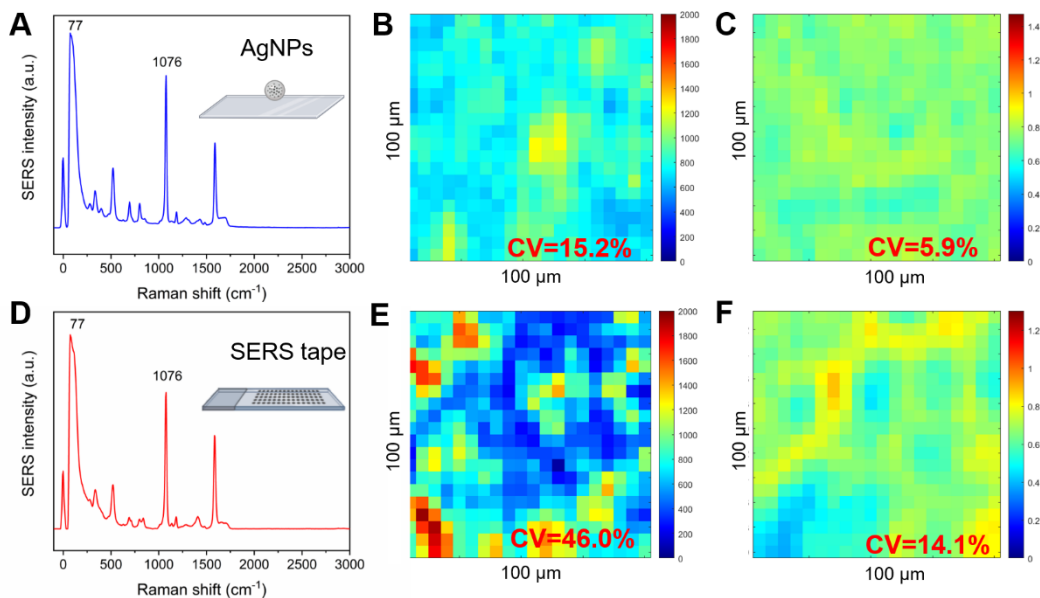 A
77
1076
AgNPs
SERS intensity (a.u.)
0 500 1000 1500 2000 2500 3000
Raman shift (cm⁻¹)
B
100 µm
CV=15.2%
100 µm
2000
1800
1600
1400
1200
1000
800
600
400
200
0
C
100 µm
CV=5.9%
100 µm
1.4
1.2
1
0.8
0.6
0.4
0.2
0
D
77
1076
SERS tape
SERS intensity (a.u.)
0 500 1000 1500 2000 2500 3000
Raman shift (cm⁻¹)
E
100 µm
CV=46.0%
100 µm
2000
1800
1600
1400
1200
1000
800
600
400
200
0
F
100 µm
CV=14.1%
100 µm
1.2
1
0.8
0.6
0.4
0.2
0